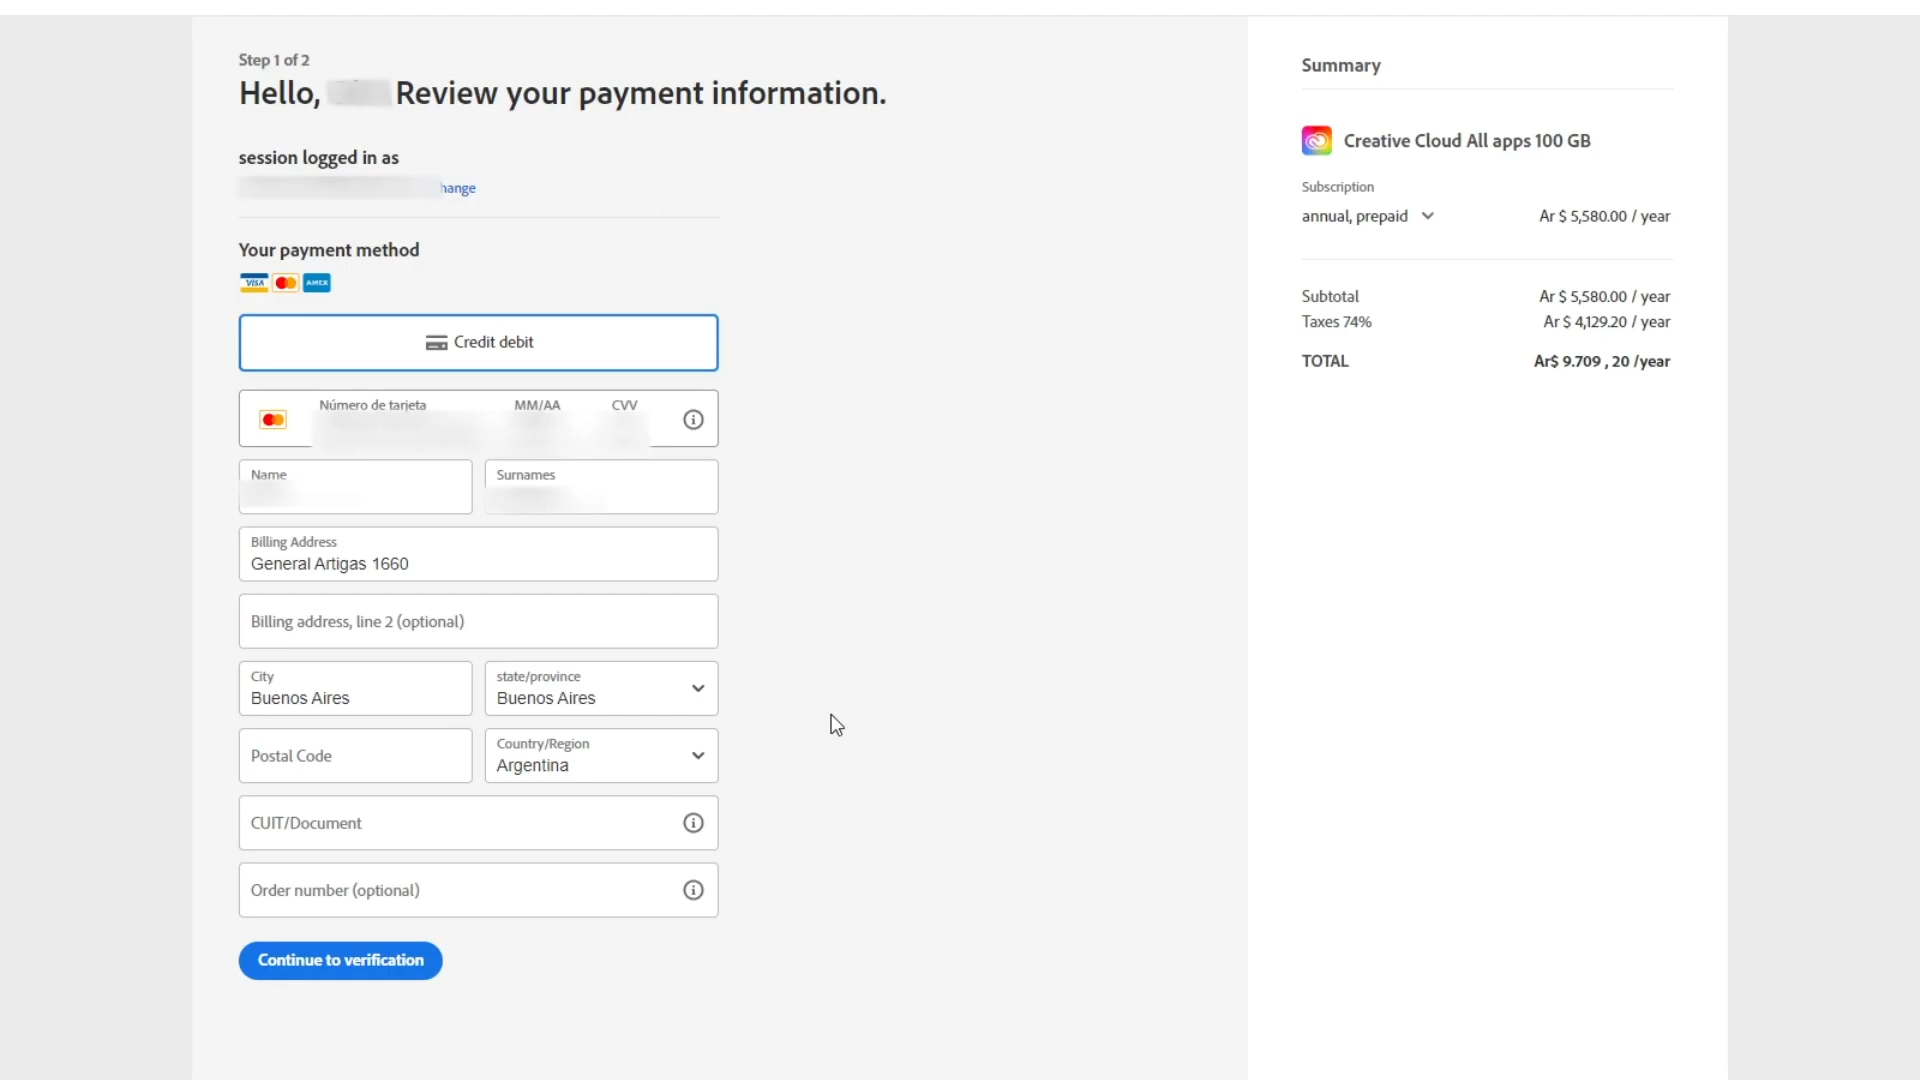 Step 1 of 2
Hello, Review your payment information.
session logged in as
hange
Your payment method
VISA AMEX
Credit debit
Número de tarjeta MM/AA CVV
Name Surnames
Billing Address
General Artigas 1660
Billing address, line 2 (optional)
City state/province
Buenos Aires Buenos Aires
Postal Code
Country/Region
Argentina
CUIT/Document
Order number (optional)
Continue to verification
Summary
Creative Cloud All apps 100 GB
Subscription
annual, prepaid Ar $ 5,580.00 / year
Subtotal Ar $ 5,580.00 / year
Taxes 74% Ar $ 4,129.20 / year
TOTAL Ar$ 9.709 , 20 /year